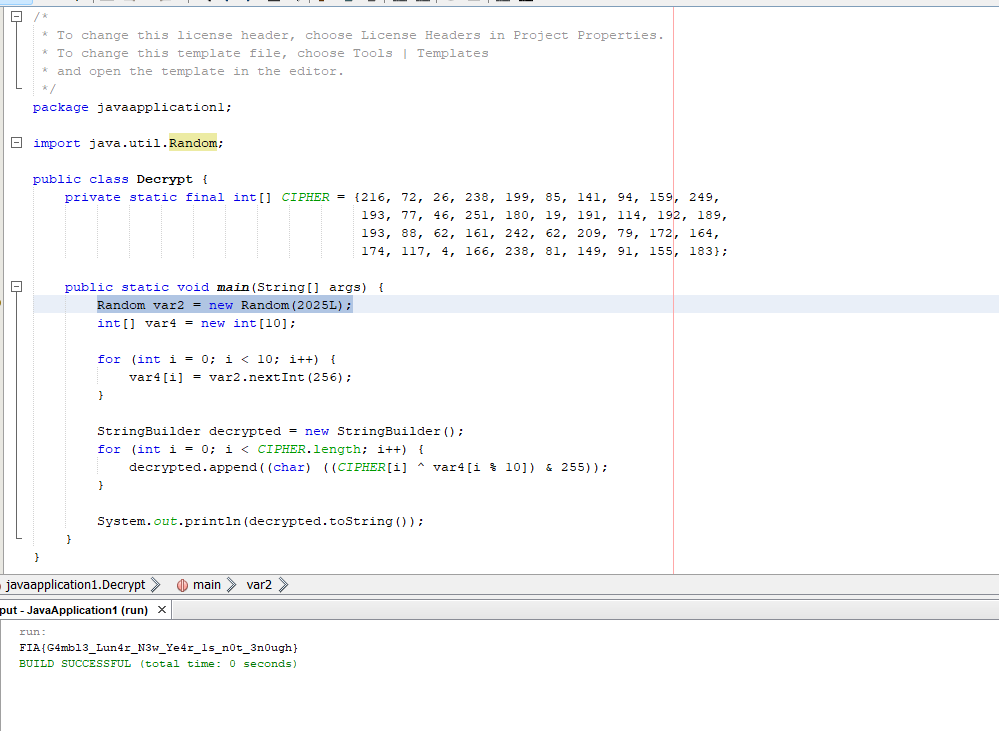 /*
 * To change this license header, choose License Headers in Project Properties.
 * To change this template file, choose Tools | Templates
 * and open the template in the editor.
 */
package javaapplication1;
import java.util.Random;
public class Decrypt {
    private static final int[] CIPHER = {216, 72, 26, 238, 199, 85, 141, 94, 159, 249,
                                         193, 77, 46, 251, 180, 19, 191, 114, 192, 189,
                                         193, 88, 62, 161, 242, 62, 209, 79, 172, 164,
                                         174, 117, 4, 166, 238, 81, 149, 91, 155, 183};
    public static void main(String[] args) {
        Random var2 = new Random(2025L);
        int[] var4 = new int[10];
        for (int i = 0; i < 10; i++) {
            var4[i] = var2.nextInt(256);
        }
        StringBuilder decrypted = new StringBuilder();
        for (int i = 0; i < CIPHER.length; i++) {
            decrypted.append((char) ((CIPHER[i] ^ var4[i % 10]) & 255));
        }
        System.out.println(decrypted.toString());
    }
}
javaapplication1.Decrypt main var2
put - JavaApplication1 (run) ×
run:
FIA{G4mbl3_Lun4r_N3w_Ye4r_1s_n0t_3n0ugh}
BUILD SUCCESSFUL (total time: 0 seconds)